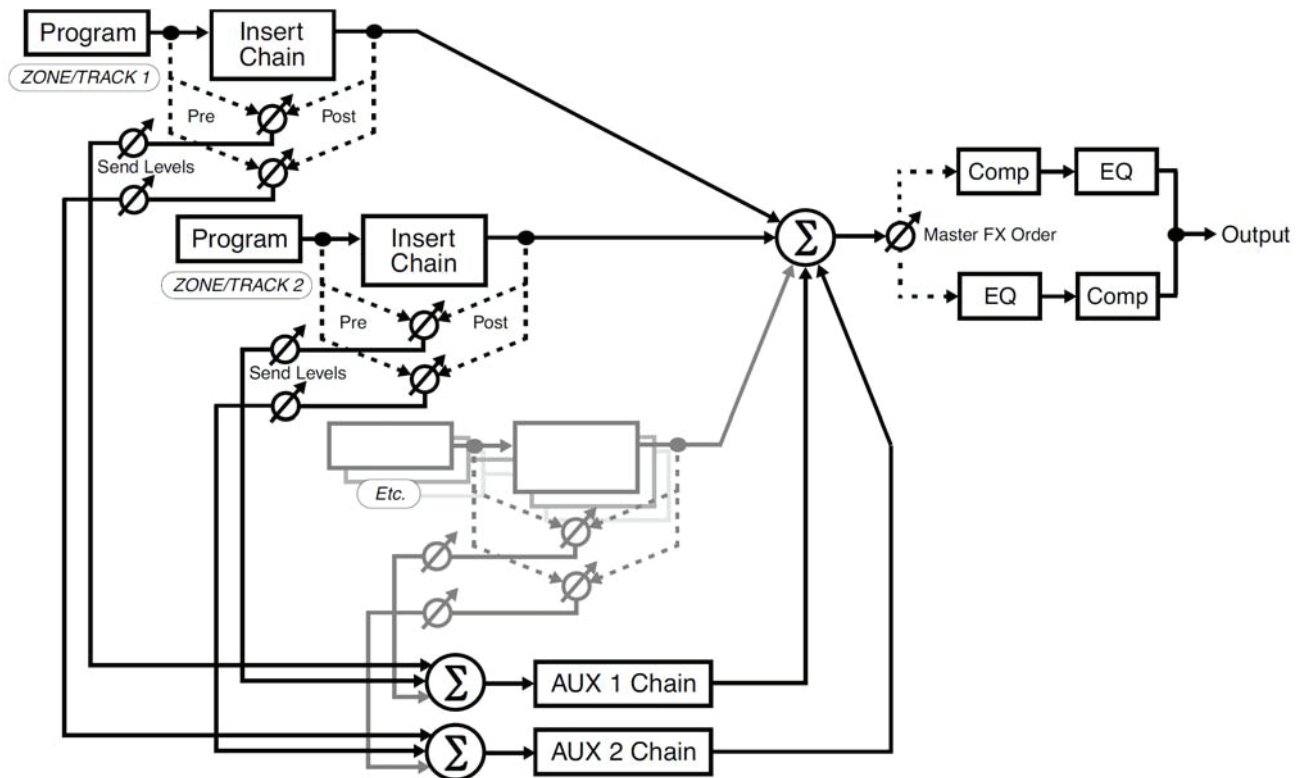 Program
Insert
Chain
ZONE/TRACK 1
Pre
Post
Send Levels
Program
Insert
Chain
ZONE/TRACK 2
Pre
Post
Send Levels
Etc.
Σ
Master FX Order
Comp
EQ
EQ
Comp
Output
Σ
AUX 1 Chain
Σ
AUX 2 Chain